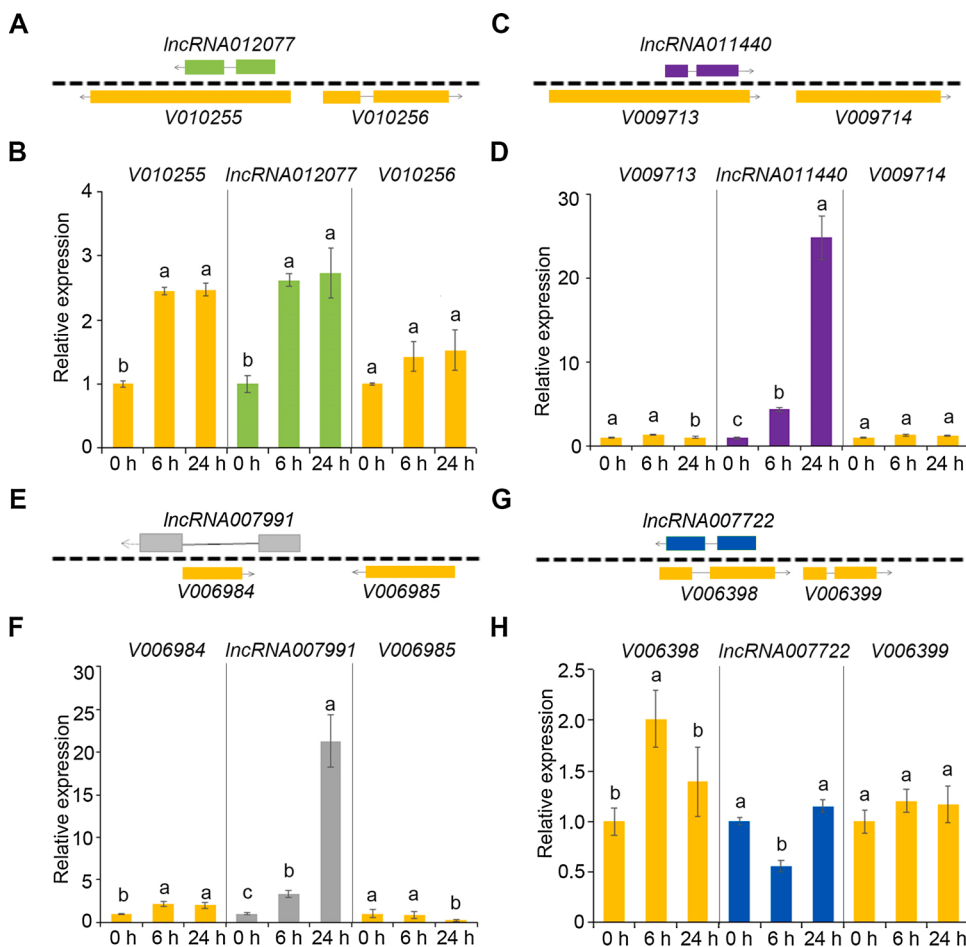 A
lncRNA012077
V010255 V010256
B
V010255 lncRNA012077 V010256
Relative expression
4
3
2
1
0
b a a b a a a a a
0 h 6 h 24 h 0 h 6 h 24 h 0 h 6 h 24 h
C
lncRNA011440
V009713 V009714
D
V009713 lncRNA011440 V009714
Relative expression
30
20
10
0
a a b c b a a a a
0 h 6 h 24 h 0 h 6 h 24 h 0 h 6 h 24 h
E
lncRNA007991
V006984 V006985
F
V006984 lncRNA007991 V006985
Relative expression
30
25
20
15
10
5
0
b a a c b a a a b
0 h 6 h 24 h 0 h 6 h 24 h 0 h 6 h 24 h
G
lncRNA007722
V006398 V006399
H
V006398 lncRNA007722 V006399
Relative expression
2.5
2.0
1.5
1.0
0.5
0
b a b a b a a a a
0 h 6 h 24 h 0 h 6 h 24 h 0 h 6 h 24 h